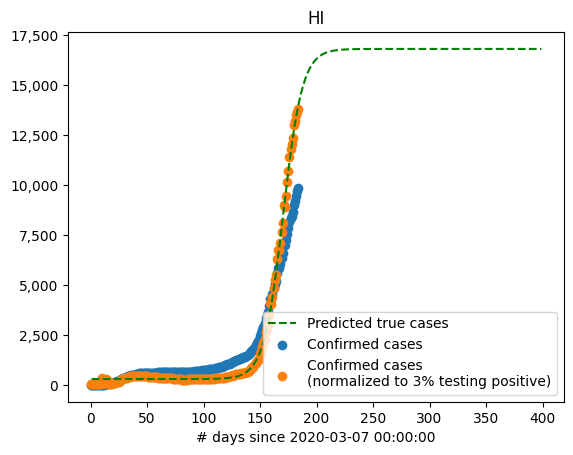 HI
17,500
15,000
12,500
10,000
7,500
5,000
2,500
0
Predicted true cases
Confirmed cases
Confirmed cases
(normalized to 3% testing positive)
0 50 100 150 200 250 300 350 400
# days since 2020-03-07 00:00:00